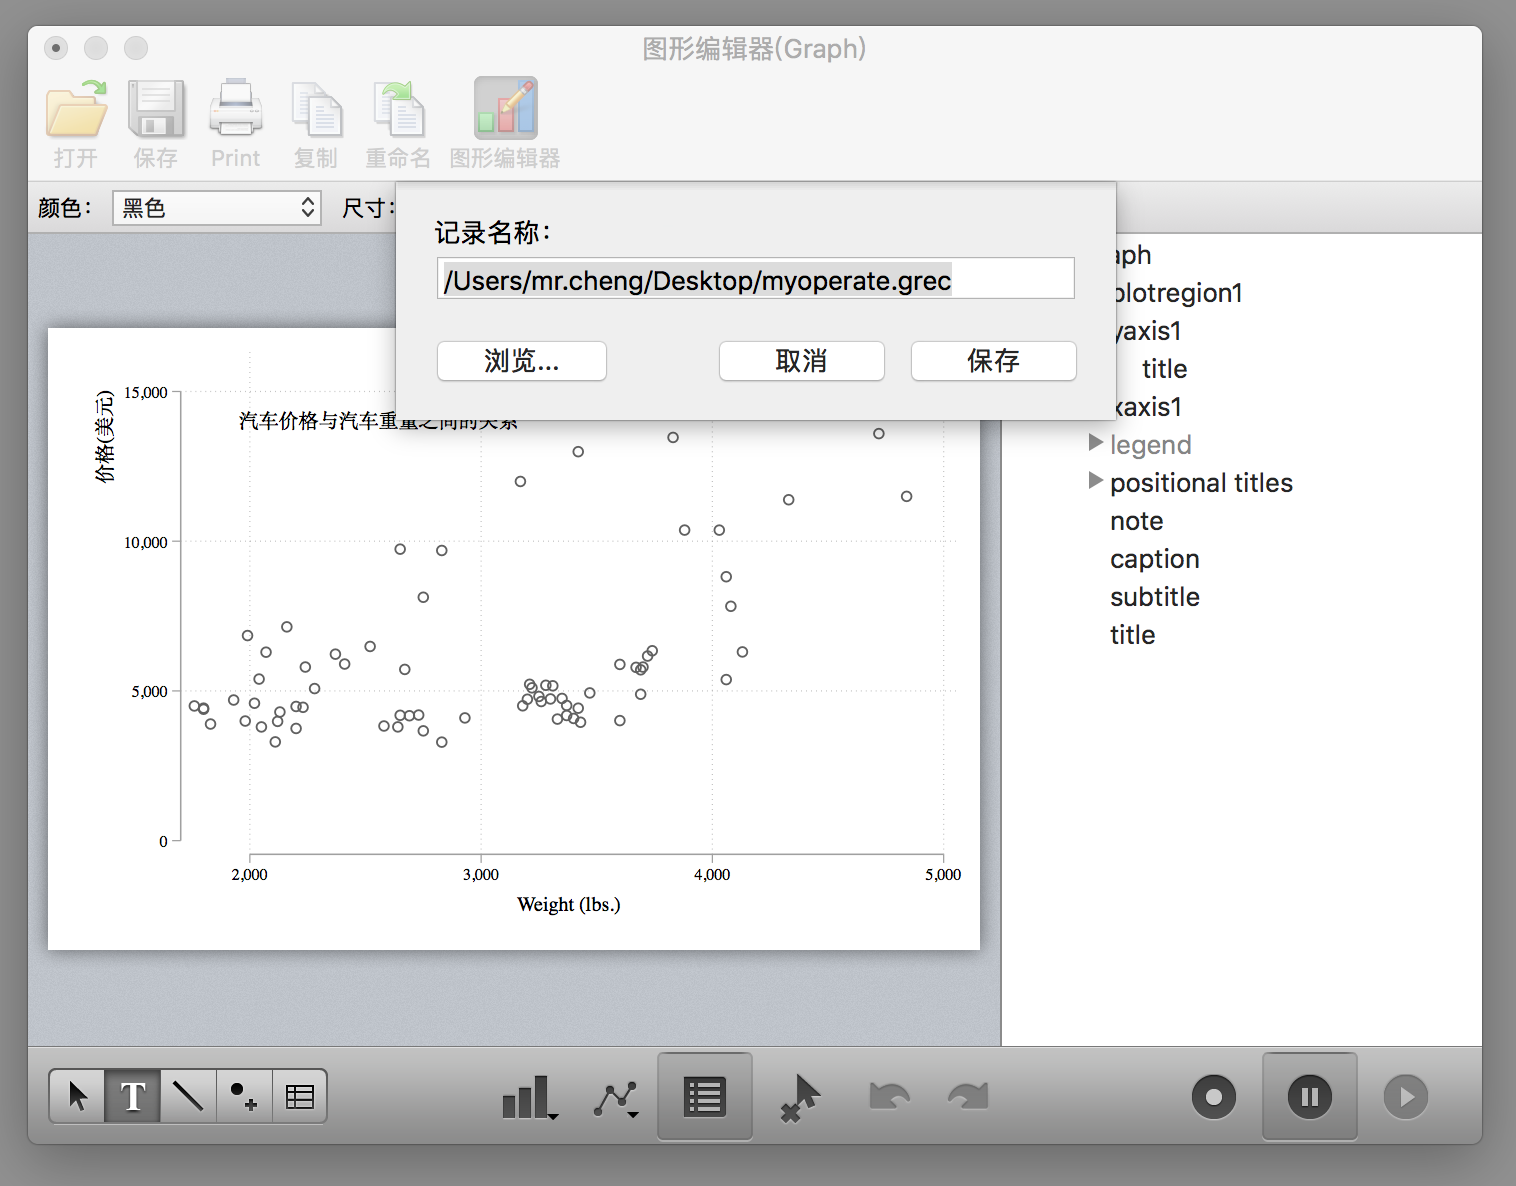 图形编辑器(Graph)
打开 保存 Print 复制 重命名 图形编辑器
颜色： 黑色 尺寸：
记录名称：
/Users/mr.cheng/Desktop/myoperate.grec
浏览... 取消 保存
aph
plotregion1
yaxis1
title
xaxis1
legend
positional titles
note
caption
subtitle
title
汽车价格与汽车重量之间的关系
价格(美元)
15,000
10,000
5,000
0
2,000 3,000 4,000 5,000
Weight (lbs.)
T